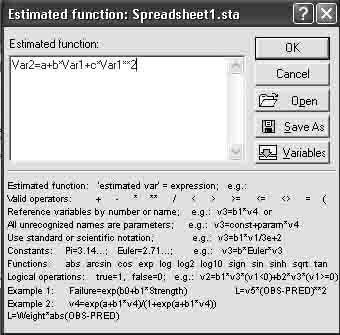 Estimated function: Spreadsheet1.sta
Estimated function:
Var2=a+b*Var1+c*Var1**2
OK
Cancel
Open
Save As
Variables
Estimated function: 'estimated var' = expression; e.g.:
Valid operators: + - * ** / < > >= <= <> = (
Reference variables by number or name; e.g.: v3=b1*v4 or
All unrecognized names are parameters; e.g.: v3=const+param*v4
Use standard or scientific notation; e.g.: v3=b*v1/3e+2
Constants: Pi=3.14...; Euler=2.71...; e.g.: v3=b*Euler*v3
Functions: abs arcsin cos exp log log2 log10 sign sin sinh sqrt tan
Logical operations: true=1, false=0; e.g.: v2=b1*v3*(v1<0)+b2*v3*(v1>=0)
Example 1: Failure=exp(b0+b1*Strength) L=v5*(OBS-PRED)**2
Example 2: v4=exp(a+b1*v4)/(1+exp(a+b1*v4))
L=Weight*abs(OBS-PRED)